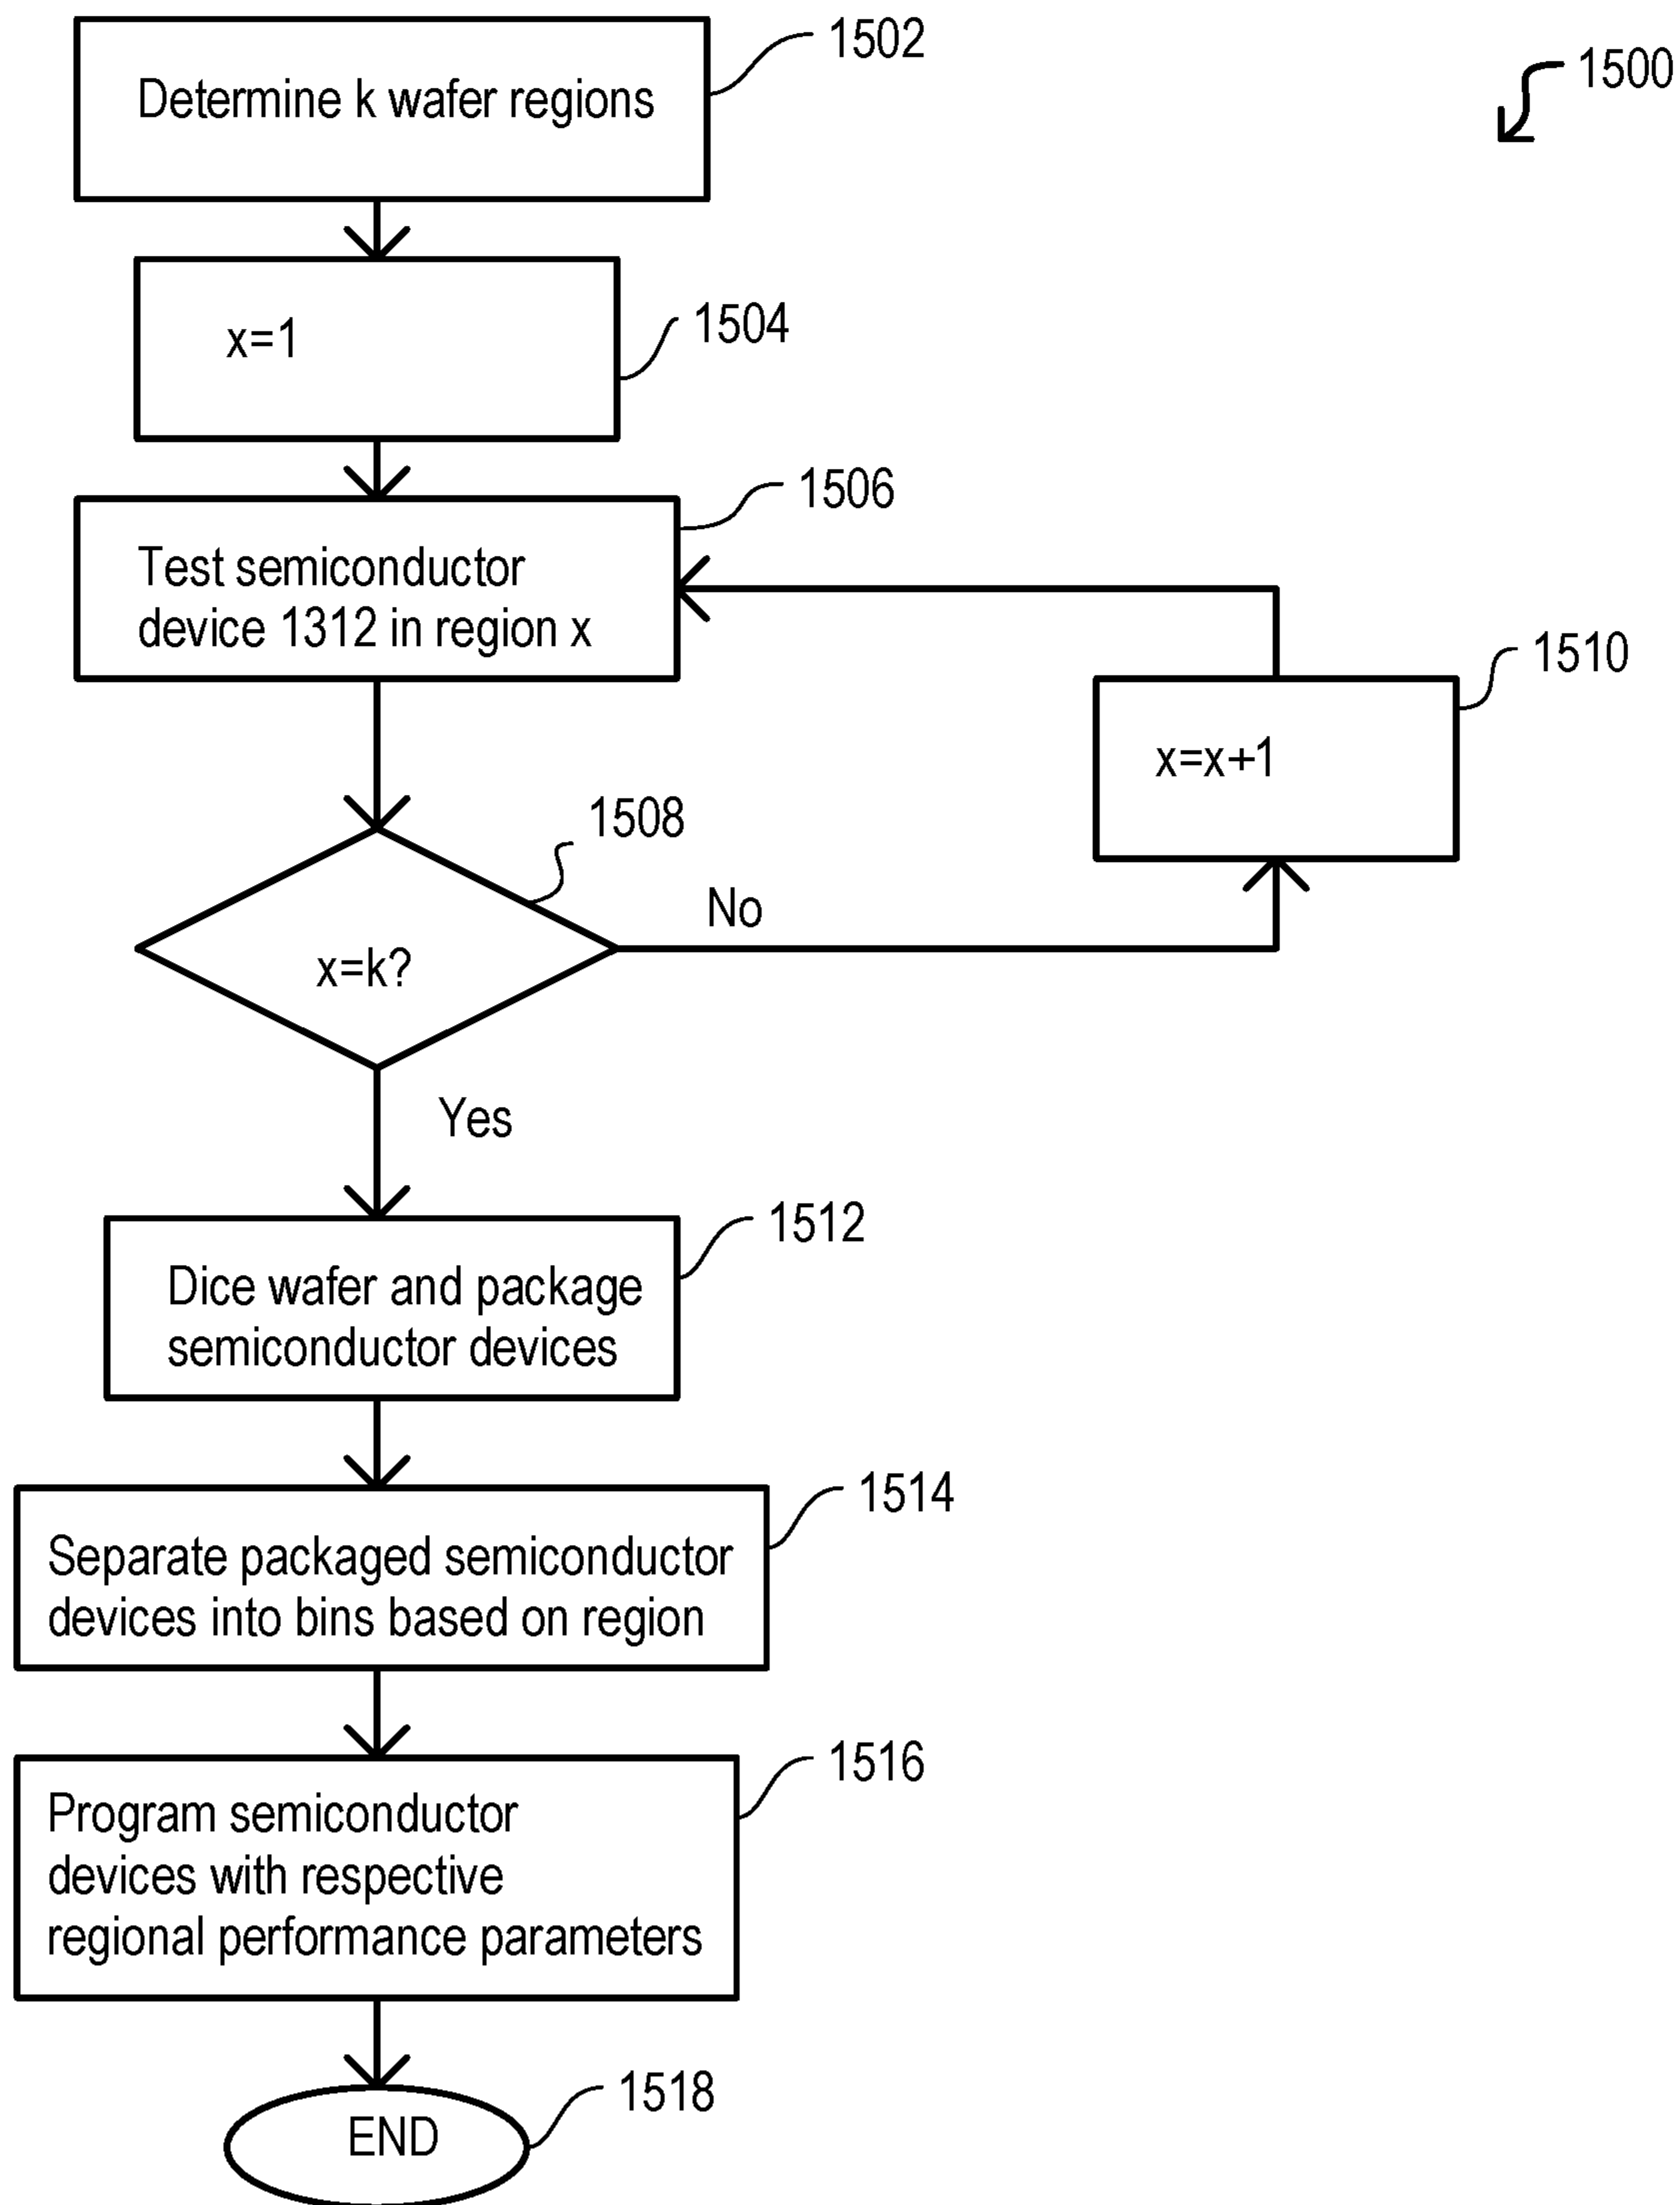 1502
1500
Determine k wafer regions
1504
x=1
1506
Test semiconductor
device 1312 in region x
1510
x=x+1
1508
No
x=k?
Yes
1512
Dice wafer and package
semiconductor devices
1514
Separate packaged semiconductor
devices into bins based on region
1516
Program semiconductor
devices with respective
regional performance parameters
1518
END